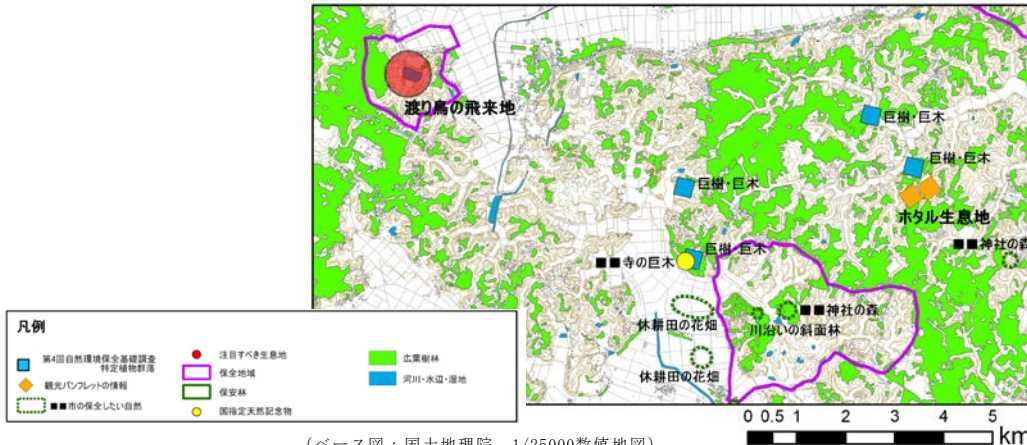 渡り鳥の飛来地
巨樹・巨木
巨樹・巨木
巨樹・巨木
ホタル生息地
■■神社の森
巨樹・巨木
■■寺の巨木
■■神社の森
休耕田の花畑
川沿いの斜面林
休耕田の花畑
凡例
第4回自然環境保全基礎調査
特定植物群落
観光パンフレットの情報
■■市の保全したい自然
注目すべき生息地
保全地域
保安林
国指定天然記念物
広葉樹林
河川・水辺・湿地
0 0.5 1 2 3 4 5
km
(ベース図：国土地理院 1/25000数値地図)